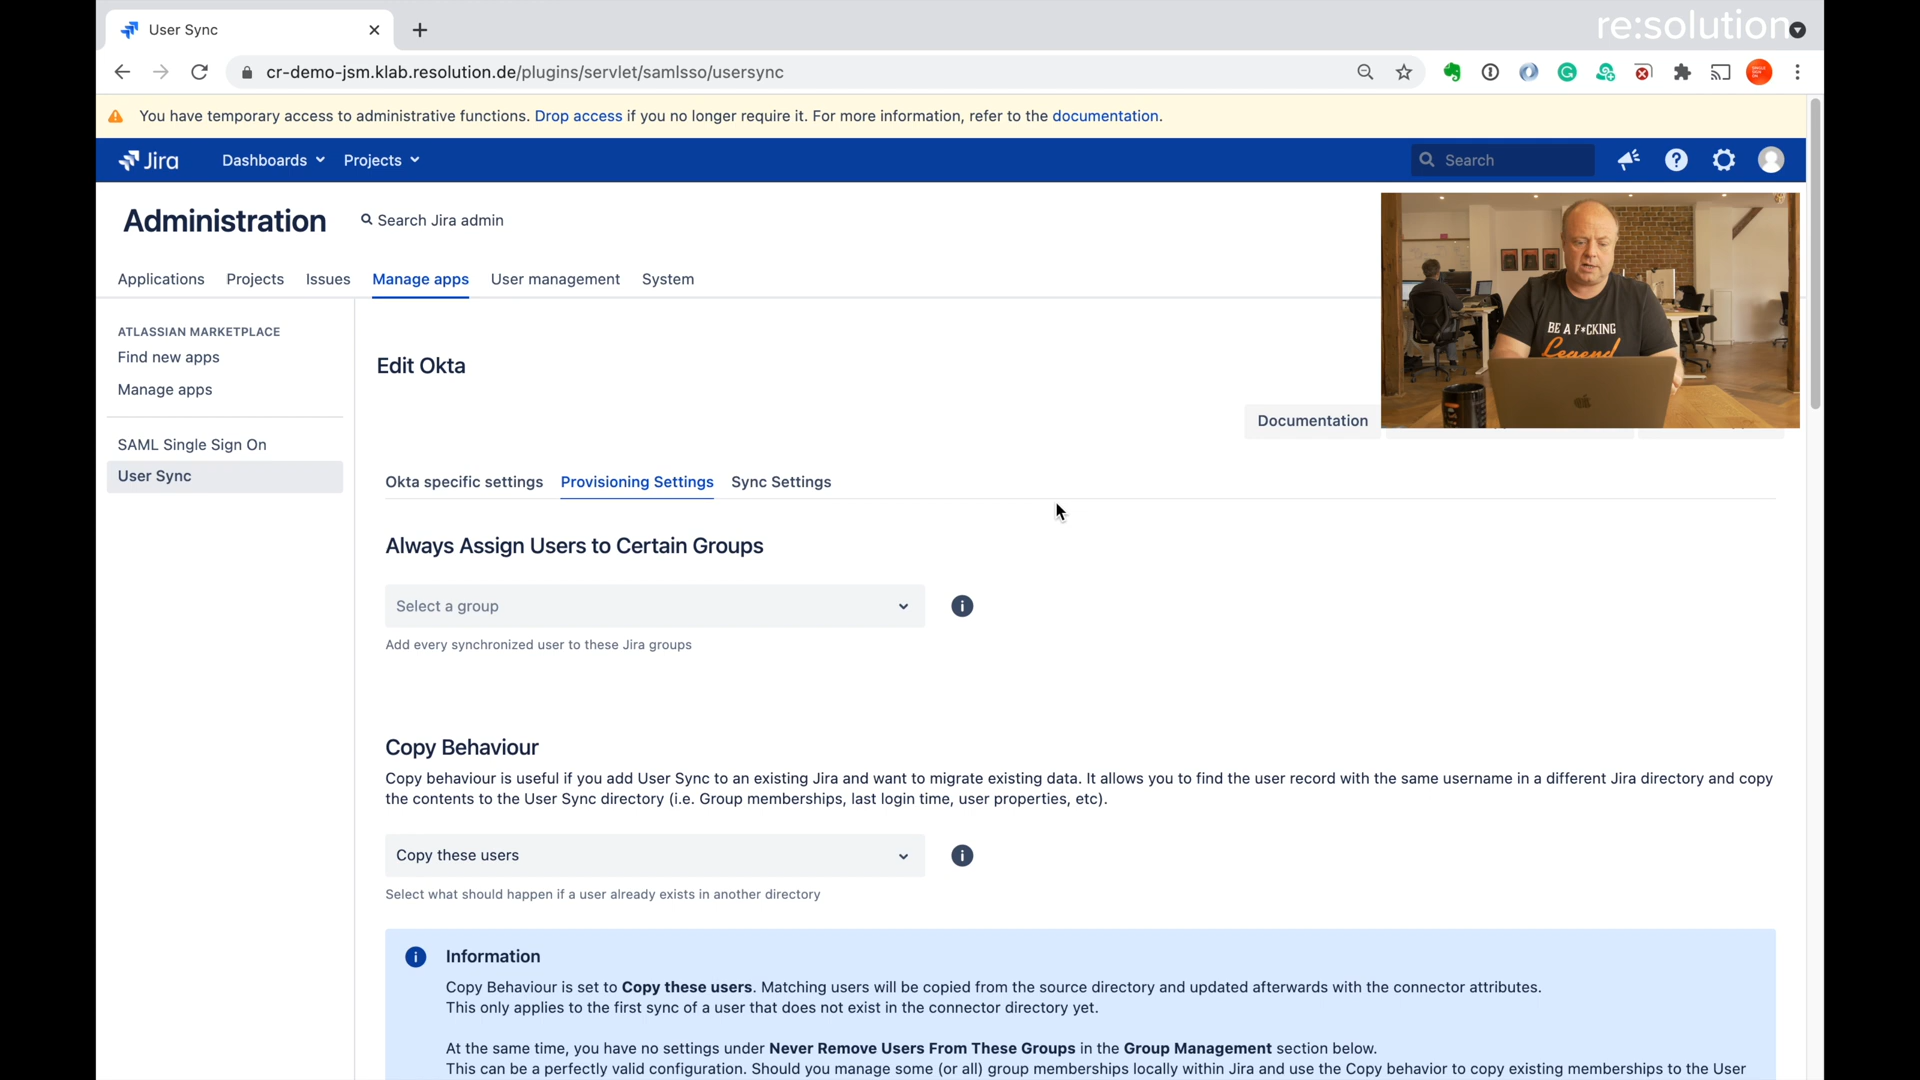 User Sync
re:solution
cr-demo-jsm.klab.resolution.de/plugins/servlet/samlsso/usersync
You have temporary access to administrative functions. Drop access if you no longer require it. For more information, refer to the documentation.
Jira
Dashboards
Projects
Search
Administration
Search Jira admin
Applications
Projects
Issues
Manage apps
User management
System
ATLASSIAN MARKETPLACE
Find new apps
Manage apps
SAML Single Sign On
User Sync
Edit Okta
BE A F*CKING
Legend
Documentation
Okta specific settings
Provisioning Settings
Sync Settings
Always Assign Users to Certain Groups
Select a group
Add every synchronized user to these Jira groups
Copy Behaviour
Copy behaviour is useful if you add User Sync to an existing Jira and want to migrate existing data. It allows you to find the user record with the same username in a different Jira directory and copy
the contents to the User Sync directory (i.e. Group memberships, last login time, user properties, etc).
Copy these users
Select what should happen if a user already exists in another directory
Information
Copy Behaviour is set to Copy these users. Matching users will be copied from the source directory and updated afterwards with the connector attributes.
This only applies to the first sync of a user that does not exist in the connector directory yet.
At the same time, you have no settings under Never Remove Users From These Groups in the Group Management section below.
This can be a perfectly valid configuration. Should you manage some (or all) group memberships locally within Jira and use the Copy behavior to copy existing memberships to the User